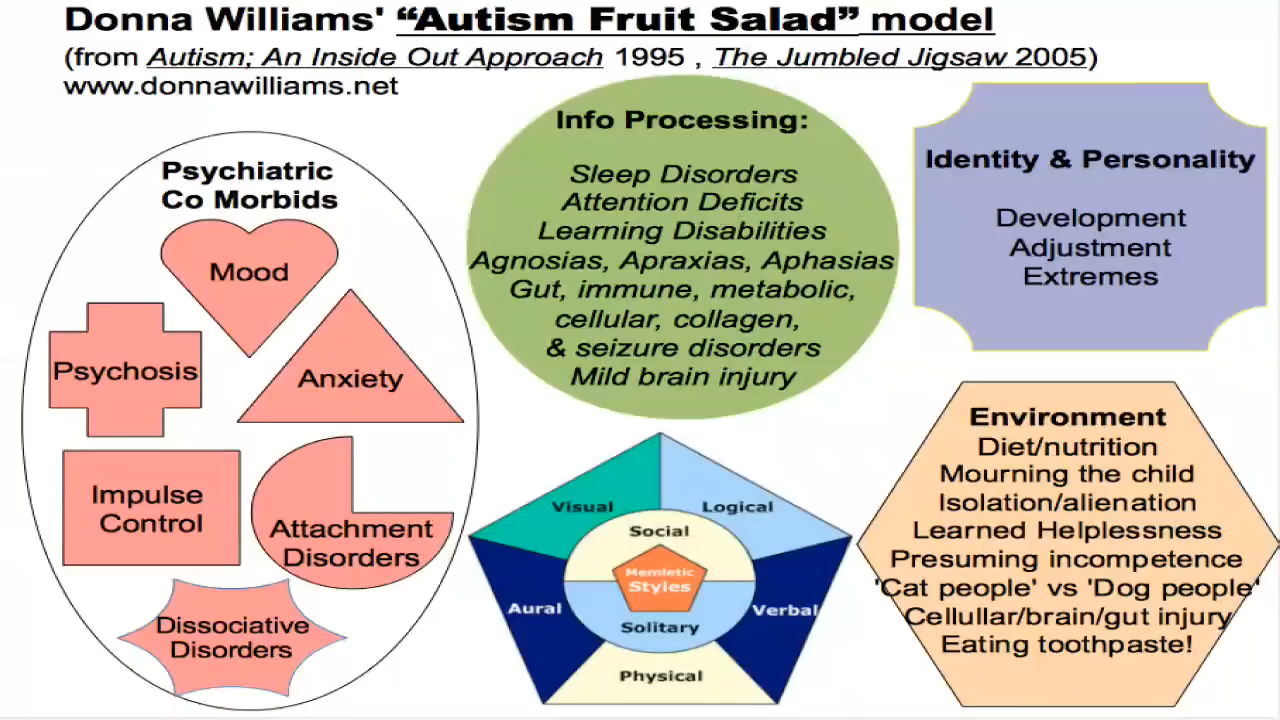 Donna Williams' “Autism Fruit Salad” model
(from Autism; An Inside Out Approach 1995 , The Jumbled Jigsaw 2005)
www.donnawilliams.net
Psychiatric
Co Morbids
Mood
Psychosis
Anxiety
Impulse
Control
Attachment
Disorders
Dissociative
Disorders
Info Processing:
Sleep Disorders
Attention Deficits
Learning Disabilities
Agnosias, Apraxias, Aphasias
Gut, immune, metabolic,
cellular, collagen,
& seizure disorders
Mild brain injury
Visual
Logical
Social
Memletic
Styles
Aural
Verbal
Solitary
Physical
Identity & Personality
Development
Adjustment
Extremes
Environment
Diet/nutrition
Mourning the child
Isolation/alienation
Learned Helplessness
Presuming incompetence
'Cat people' vs 'Dog people'
Cellullar/brain/gut injury
Eating toothpaste!